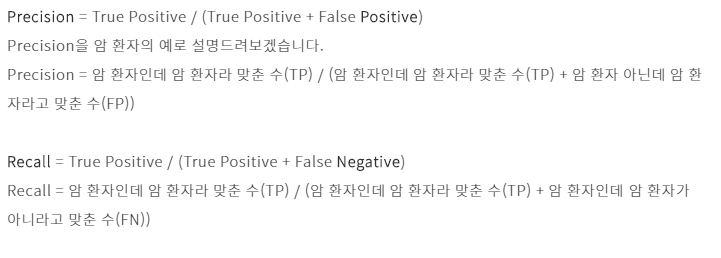 Precision = True Positive / (True Positive + False Positive)
Precision을 암 환자의 예로 설명드려보겠습니다.
Precision = 암 환자인데 암 환자라 맞춘 수(TP) / (암 환자인데 암 환자라 맞춘 수(TP) + 암 환자 아닌데 암 환
자라고 맞춘 수(FP))
Recall = True Positive / (True Positive + False Negative)
Recall = 암 환자인데 암 환자라 맞춘 수(TP) / (암 환자인데 암 환자라 맞춘 수(TP) + 암 환자인데 암 환자가
아니라고 맞춘 수(FN))